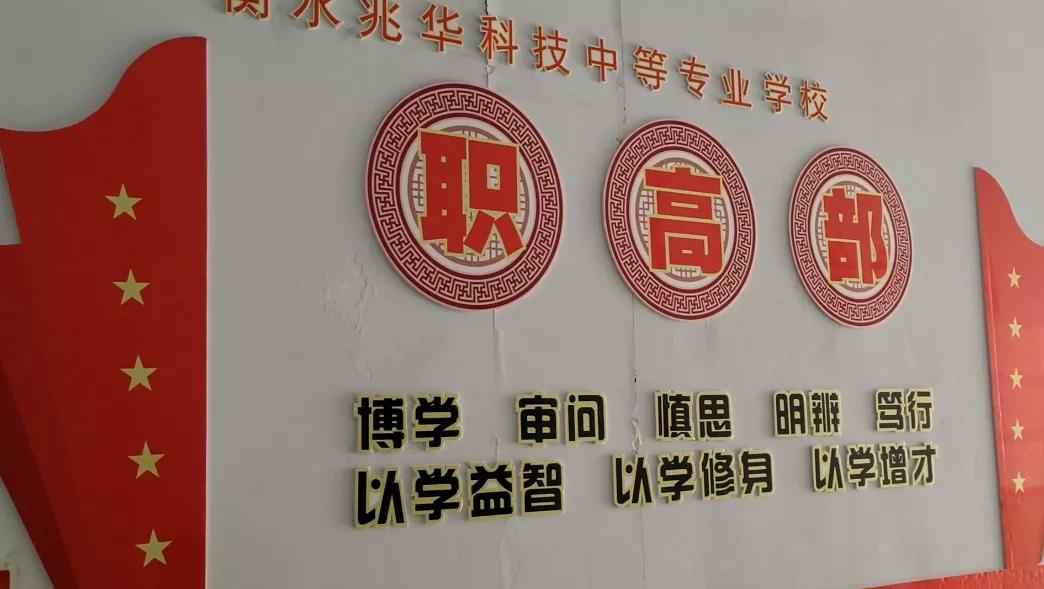 衡水兆华科技中等专业学校
职高部
博学 审问 慎思 明辨 笃行
以学益智 以学修身 以学增才